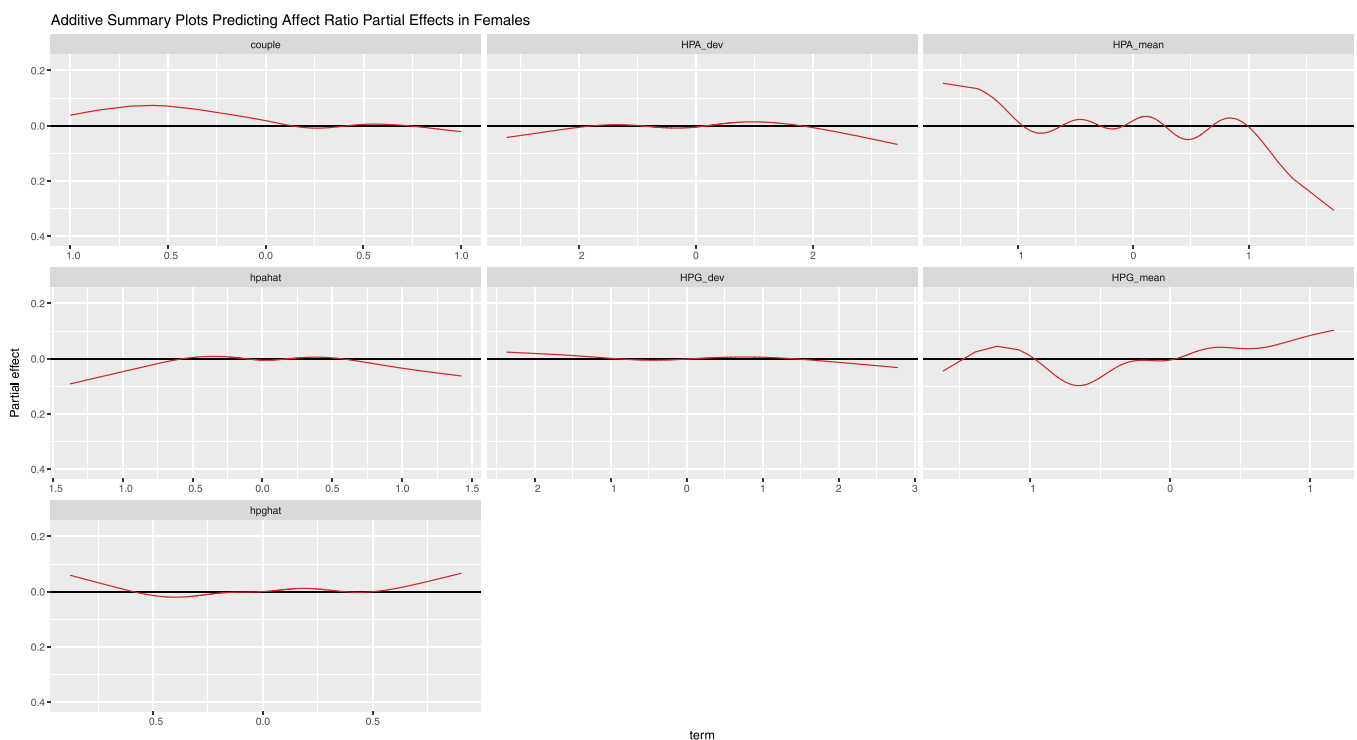 Additive Summary Plots Predicting Affect Ratio Partial Effects in Females
couple HPA_dev HPA_mean
0.2
0.0
0.2
0.4
1.0 0.5 0.0 0.5 1.0 2 0 2 1 0 1
hpahat HPG_dev HPG_mean
0.2
0.0
0.2
0.4
1.5 1.0 0.5 0.0 0.5 1.0 1.5 2 1 0 1 2 3 1 0 1
Partial effect
hpghat
0.2
0.0
0.2
0.4
0.5 0.0 0.5
term